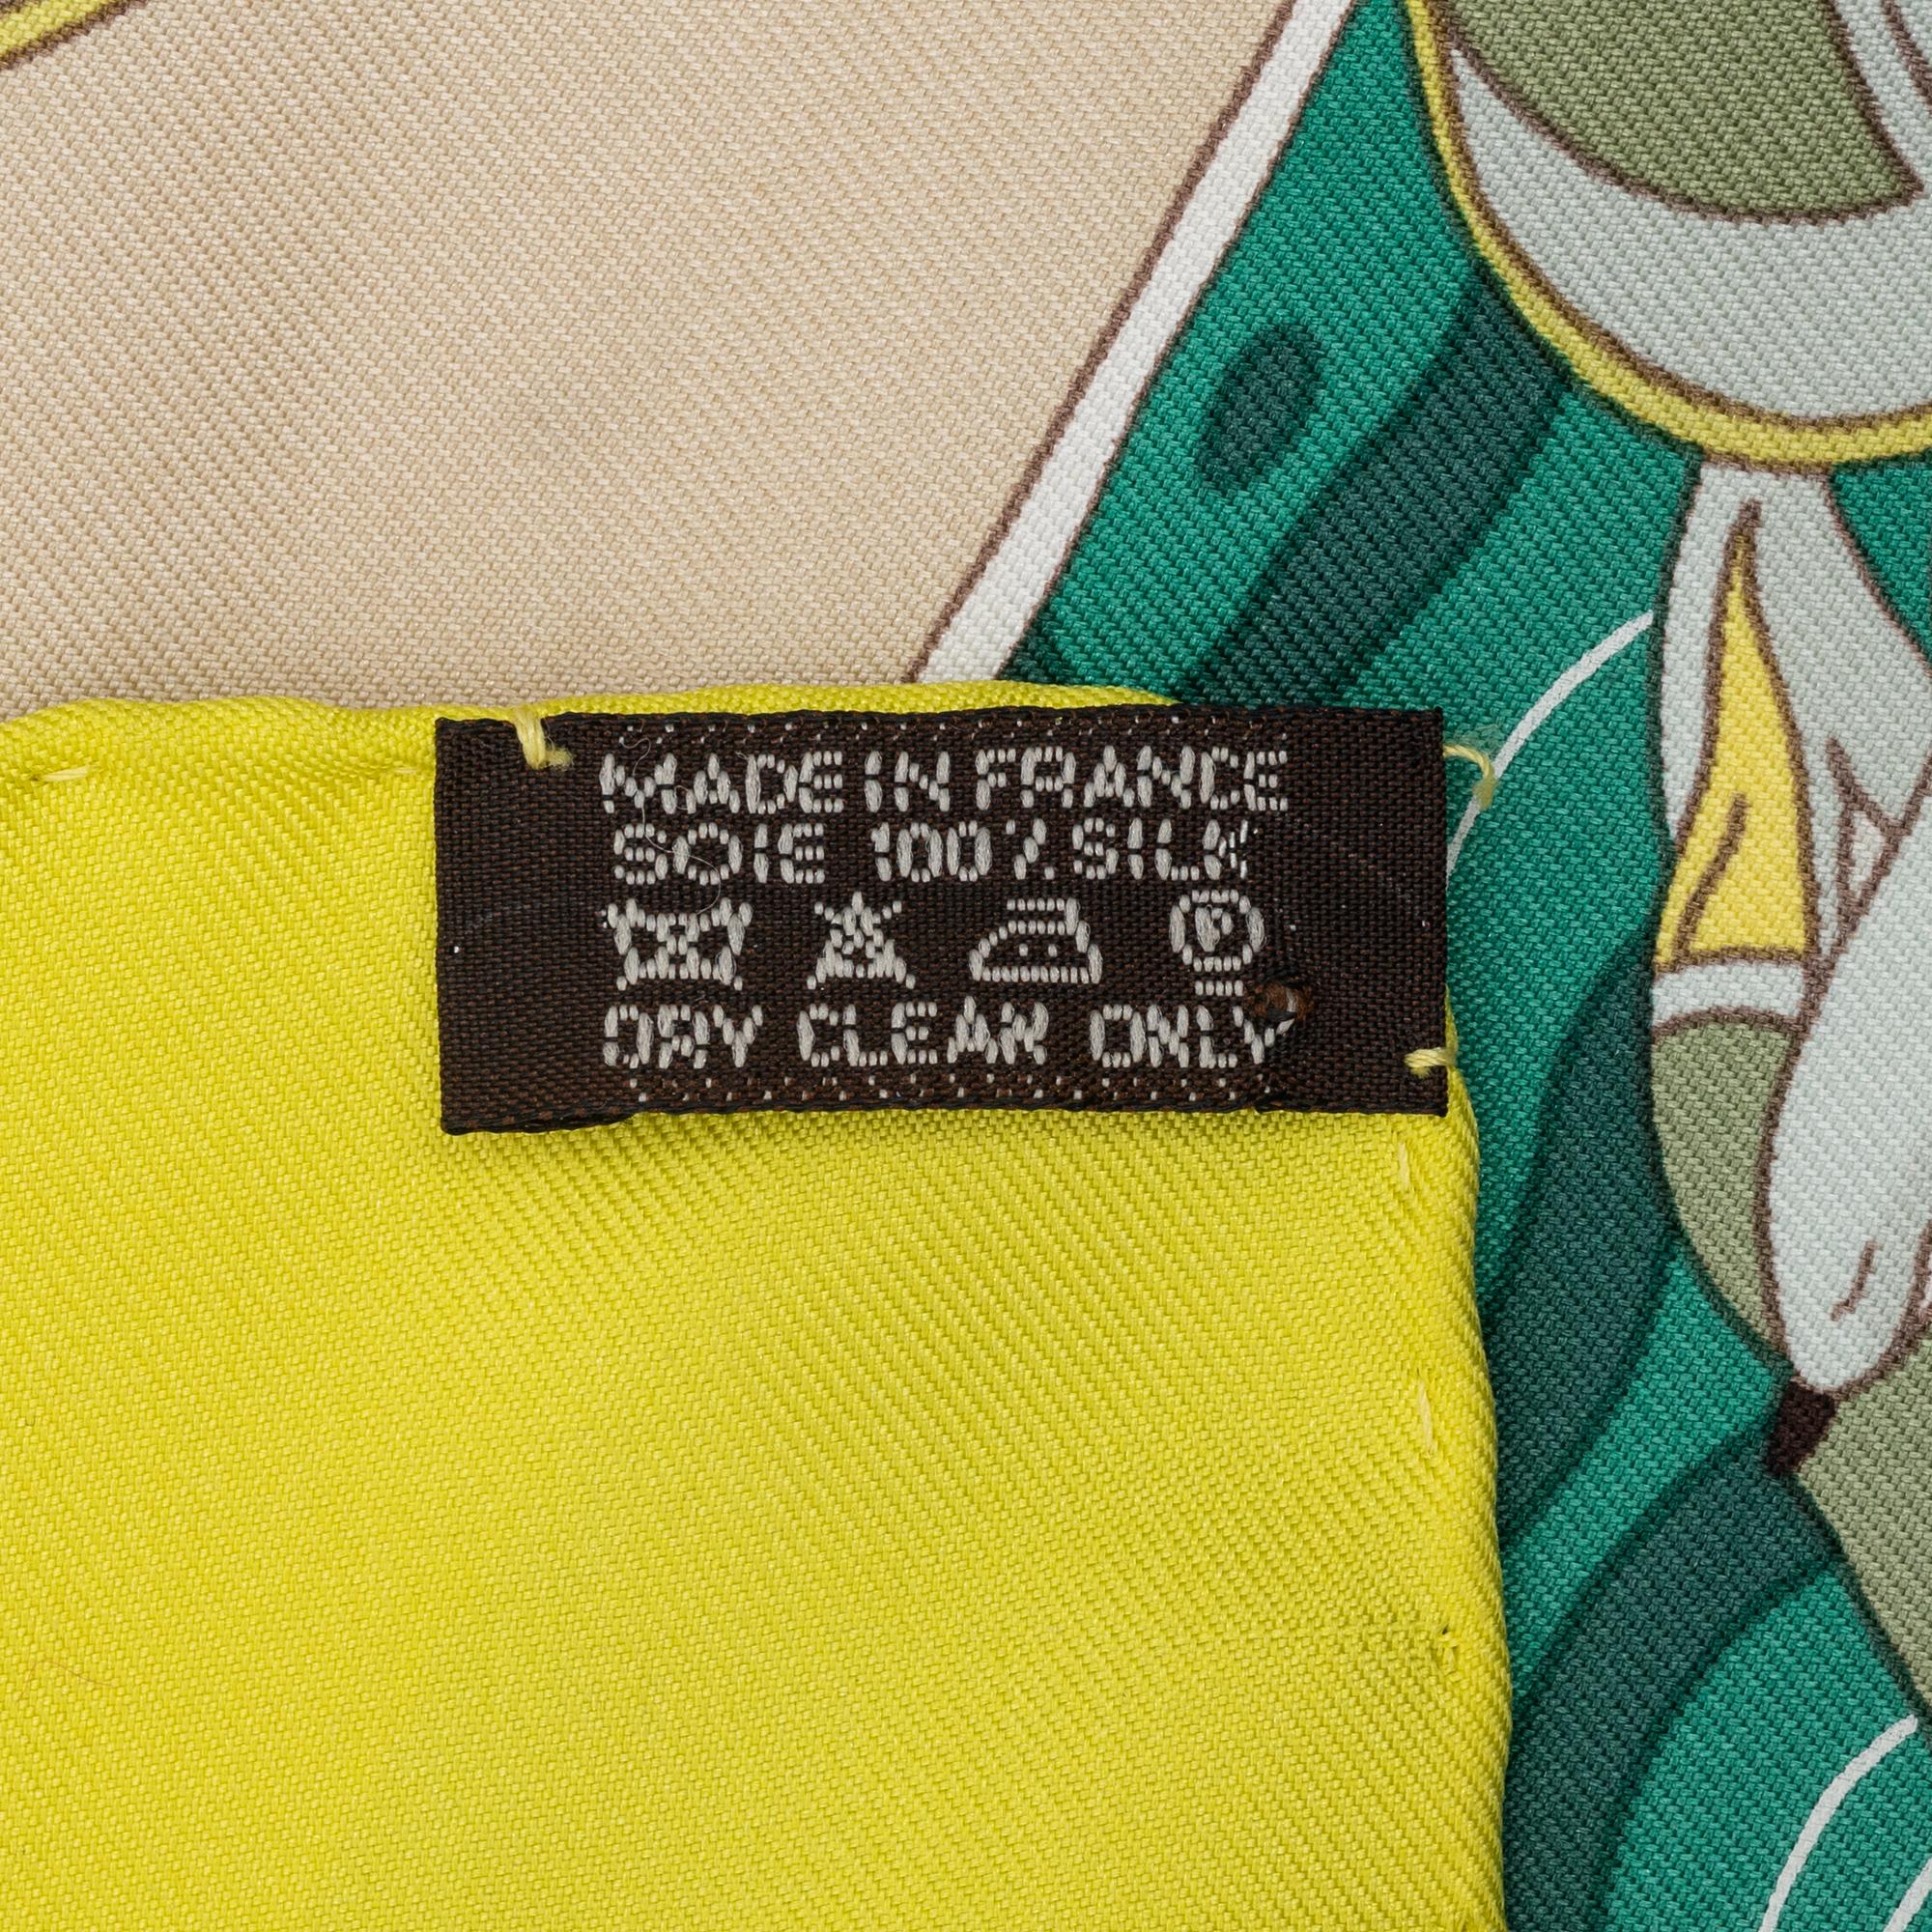 MADE IN FRANCE
SOIE 100% SILK
P
DRY CLEAN ONLY